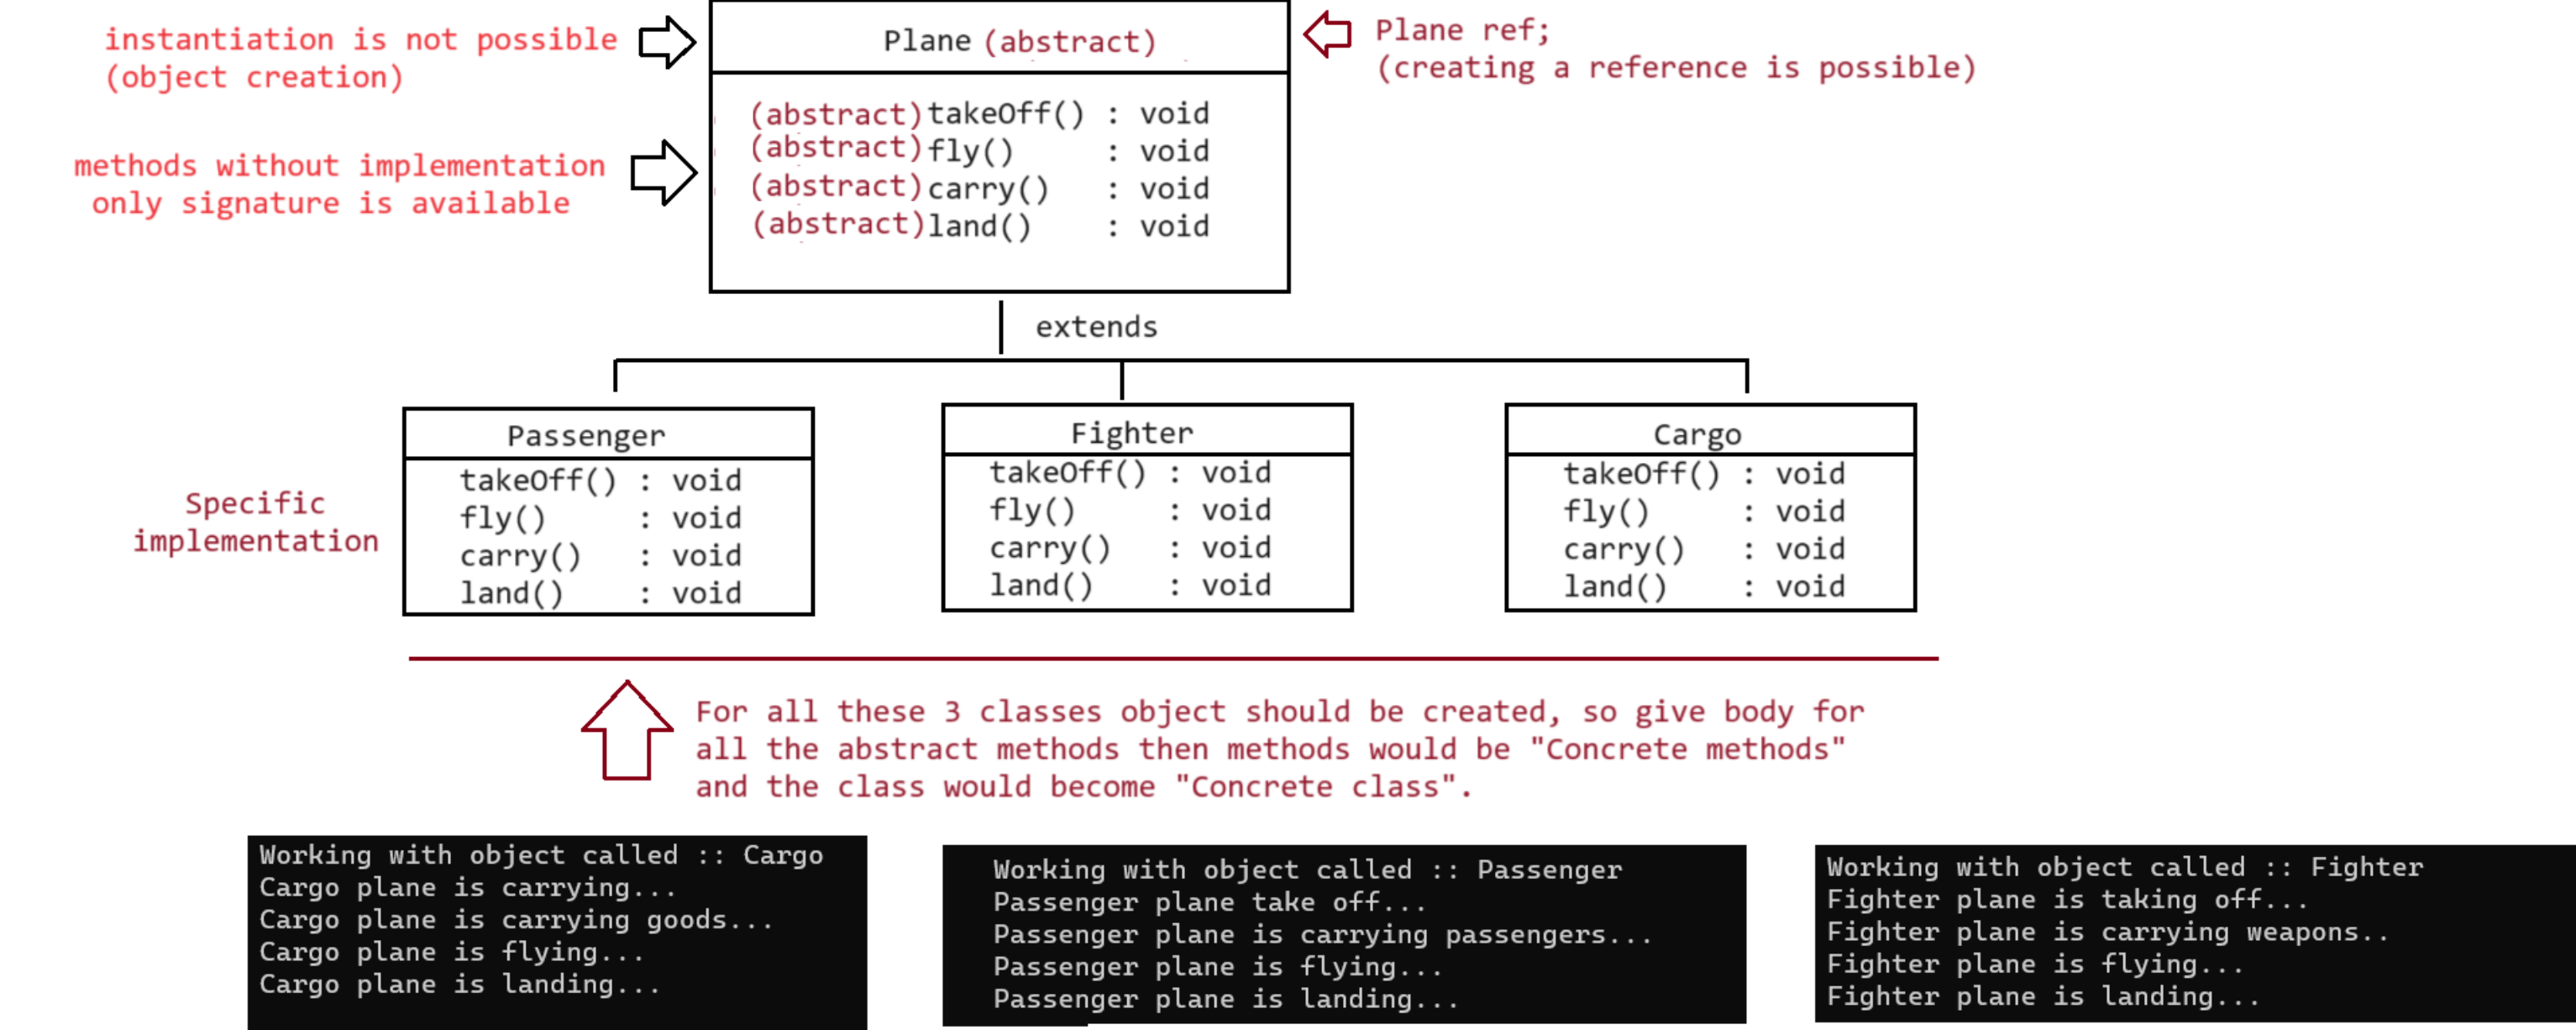 instantiation is not possible
(object creation)
Plane (abstract)
Plane ref;
(creating a reference is possible)
methods without implementation
only signature is available
(abstract)takeOff() : void
(abstract)fly() : void
(abstract)carry() : void
(abstract)land() : void
extends
Specific
implementation
Passenger
takeOff() : void
fly() : void
carry() : void
land() : void
Fighter
takeOff() : void
fly() : void
carry() : void
land() : void
Cargo
takeOff() : void
fly() : void
carry() : void
land() : void
For all these 3 classes object should be created, so give body for
all the abstract methods then methods would be "Concrete methods"
and the class would become "Concrete class".
Working with object called :: Cargo
Cargo plane is carrying...
Cargo plane is carrying goods...
Cargo plane is flying...
Cargo plane is landing...
Working with object called :: Passenger
Passenger plane take off...
Passenger plane is carrying passengers...
Passenger plane is flying...
Passenger plane is landing...
Working with object called :: Fighter
Fighter plane is taking off...
Fighter plane is carrying weapons..
Fighter plane is flying...
Fighter plane is landing...